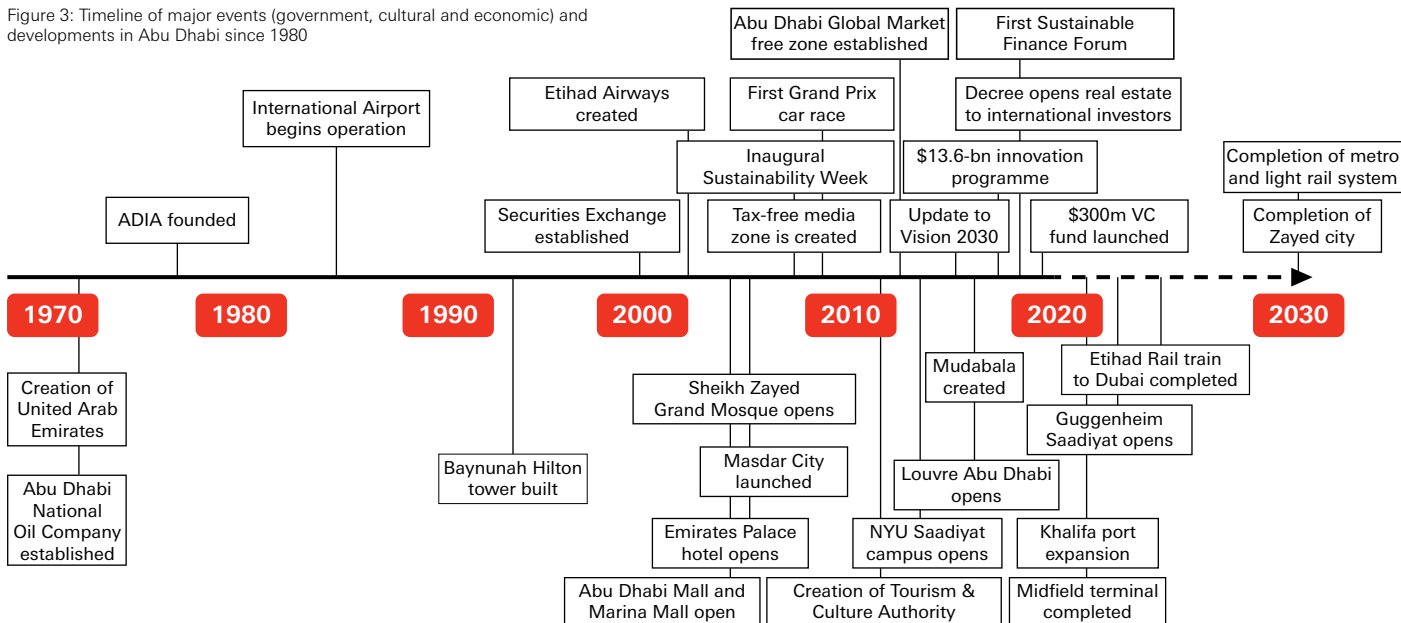 Figure 3: Timeline of major events (government, cultural and economic) and
developments in Abu Dhabi since 1980
Abu Dhabi Global Market
free zone established
First Sustainable
Finance Forum
International Airport
begins operation
Etihad Airways
created
First Grand Prix
car race
Decree opens real estate
to international investors
Inaugural
Sustainability Week
$13.6-bn innovation
programme
Completion of metro
and light rail system
ADIA founded
Securities Exchange
established
Tax-free media
zone is created
Update to
Vision 2030
$300m VC
fund launched
Completion of
Zayed city
1970
1980
1990
2000
2010
2020
2030
Creation of
United Arab
Emirates
Abu Dhabi
National
Oil Company
established
Baynunah Hilton
tower built
Sheikh Zayed
Grand Mosque opens
Masdar City
launched
Emirates Palace
hotel opens
Abu Dhabi Mall and
Marina Mall open
Mudabala
created
Louvre Abu Dhabi
opens
NYU Saadiyat
campus opens
Creation of Tourism &
Culture Authority
Etihad Rail train
to Dubai completed
Guggenheim
Saadiyat opens
Khalifa port
expansion
Midfield terminal
completed